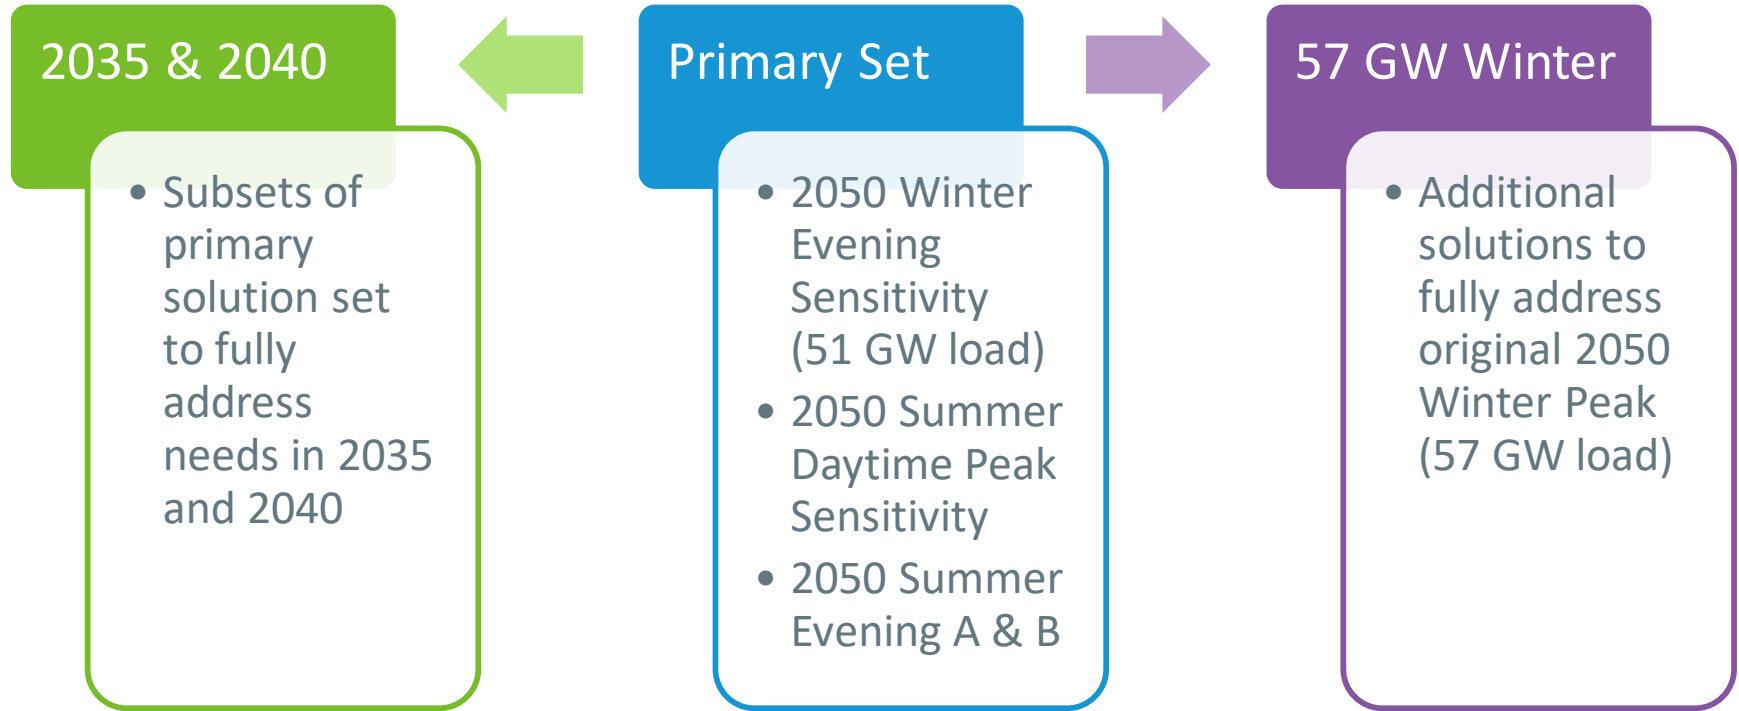 2035 & 2040
• Subsets of
primary
solution set
to fully
address
needs in 2035
and 2040
Primary Set
• 2050 Winter
Evening
Sensitivity
(51 GW load)
• 2050 Summer
Daytime Peak
Sensitivity
• 2050 Summer
Evening A & B
57 GW Winter
• Additional
solutions to
fully address
original 2050
Winter Peak
(57 GW load)